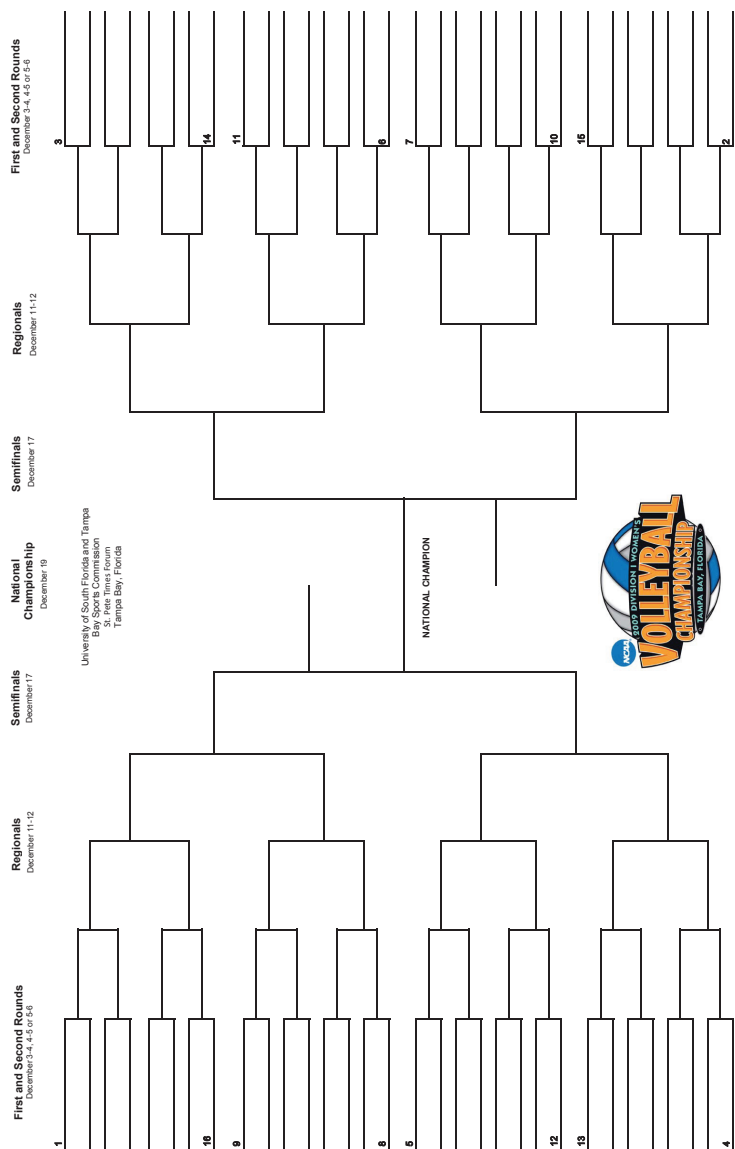 First and Second Rounds
December 3-4, 4-5 or 5-6
Regionals
December 11-12
Semifinals
December 17
National
Championship
December 19
Semifinals
December 17
Regionals
December 11-12
First and Second Rounds
December 3-4, 4-5 or 5-6
University of South Florida and Tampa
Bay Sports Commission
St. Pete Times Forum
Tampa Bay, Florida
1
16
9
8
5
12
13
4
3
14
11
6
7
10
15
2
NATIONAL CHAMPION
NCAA
2009 DIVISION I WOMEN'S
VOLLEYBALL
CHAMPIONSHIP
TAMPA BAY, FLORIDA